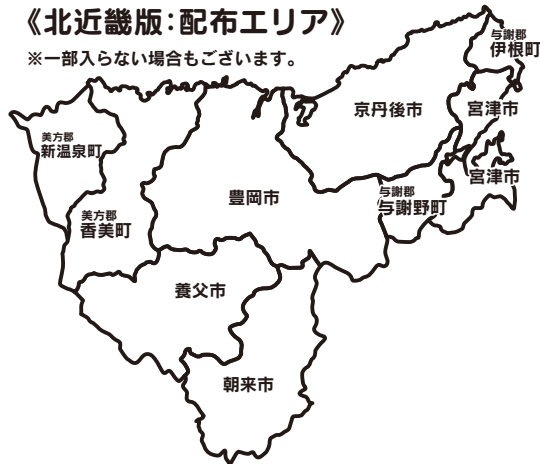 《北近畿版:配布エリア》
※一部入らない場合もございます。
与謝郡
伊根町
京丹後市
宮津市
美方郡
新温泉町
宮津市
豊岡市
与謝郡
与謝野町
美方郡
香美町
養父市
朝来市